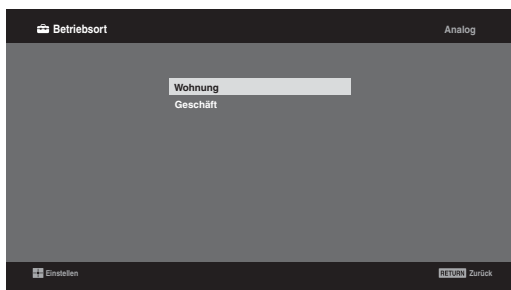 Betriebsort Analog
Wohnung
Geschäft
Einstellen RETURN Zurück